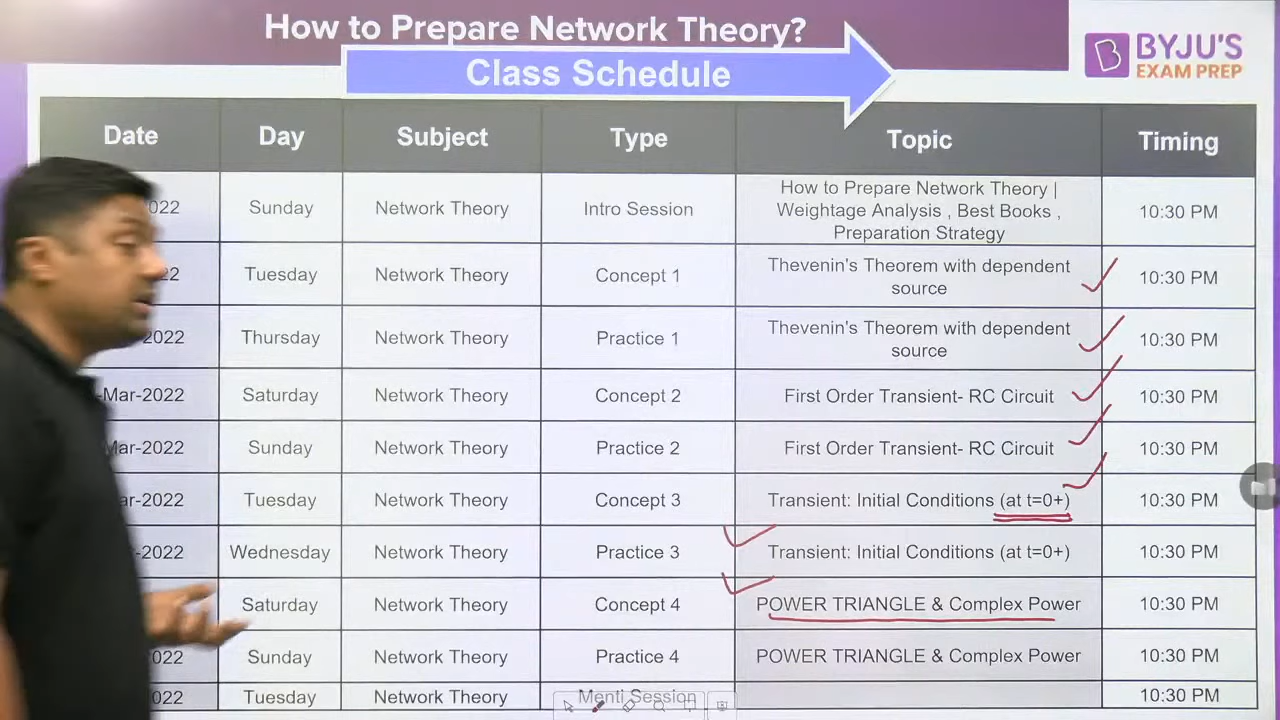 How to Prepare Network Theory?
Class Schedule
BYJU'S
EXAM PREP
Date Day Subject Type Topic Timing
022 Sunday Network Theory Intro Session How to Prepare Network Theory | 10:30 PM
Weightage Analysis , Best Books ,
Preparation Strategy
22 Tuesday Network Theory Concept 1 Thevenin's Theorem with dependent 10:30 PM
source
-2022 Thursday Network Theory Practice 1 Thevenin's Theorem with dependent 10:30 PM
source
-Mar-2022 Saturday Network Theory Concept 2 First Order Transient- RC Circuit 10:30 PM
Mar-2022 Sunday Network Theory Practice 2 First Order Transient- RC Circuit 10:30 PM
ar-2022 Tuesday Network Theory Concept 3 Transient: Initial Conditions (at t=0+) 10:30 PM
-2022 Wednesday Network Theory Practice 3 Transient: Initial Conditions (at t=0+) 10:30 PM
Saturday Network Theory Concept 4 POWER TRIANGLE & Complex Power 10:30 PM
022 Sunday Network Theory Practice 4 POWER TRIANGLE & Complex Power 10:30 PM
022 Tuesday Network Theory Menti Session 10:30 PM